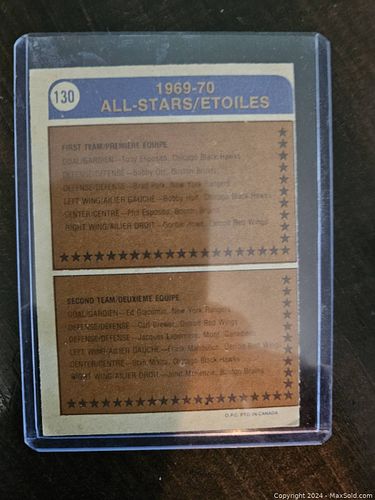 130
1969-70
ALL-STARS/ETOILES
FIRST TEAM/PREMIERE EQUIPE
GOAL/GARDIEN—Tony Esposito, Chicago Black Hawks
DEFENSE/DEFENSE—Bobby Orr, Boston Bruins
DEFENSE/DEFENSE—Brad Park, New York Rangers
LEFT WING/AILIER GAUCHE—Bobby Hull, Chicago Black Hawks
CENTER/CENTRE—Phil Esposito, Boston Bruins
RIGHT WING/AILIER DROIT—Gordie Howe, Detroit Red Wings
SECOND TEAM/DEUXIEME EQUIPE
GOAL/GARDIEN—Ed Giacomin, New York Rangers
DEFENSE/DEFENSE—Carl Brewer, Detroit Red Wings
DEFENSE/DEFENSE—Jacques Laperriere, Mont. Canadiens
LEFT WING/AILIER GAUCHE—Frank Mahovlich, Detroit Red Wings
CENTER/CENTRE—Stan Mikita, Chicago Black Hawks
RIGHT WING/AILIER DROIT—John McKenzie, Boston Bruins
O.P.C. PTD. IN CANADA
Copyright © 2024 - MaxSold.com